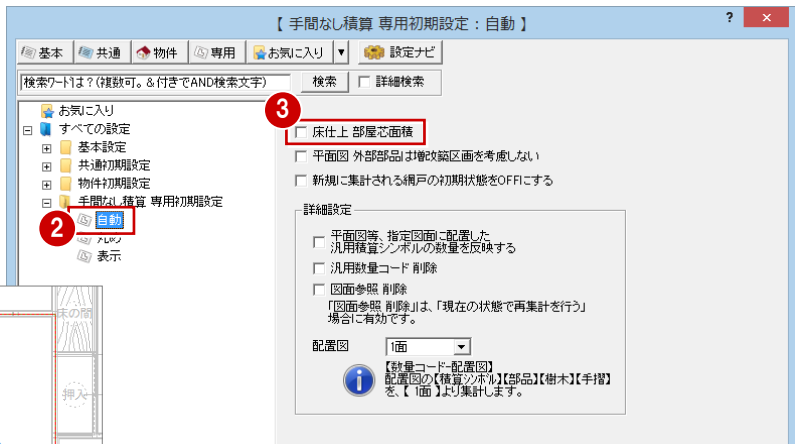 【 手間なし積算 専用初期設定：自動 】
? ×
基本 共通 物件 専用 お気に入り ▼ 設定ナビ
検索ワードは？(複数可。&付きでAND検索文字) 検索 詳細検索
お気に入り
すべての設定
基本設定
共通初期設定
物件初期設定
手間なし積算 専用初期設定
2 自動
丸め
表示
3
床仕上 部屋芯面積
平面図 外部部品は増改築区画を考慮しない
新規に集計される網戸の初期状態をOFFにする
詳細設定
平面図等、指定図面に配置した
汎用積算シンボルの数量を反映する
汎用数量コード 削除
図面参照 削除
「図面参照 削除」は、「現在の状態で再集計を行う」
場合に有効です。
配置図 1面
【数量コード-配置図】
配置図の【積算シンボル】【部品】【樹木】【手摺】
を、【 1面 】より集計します。
床の間
押入